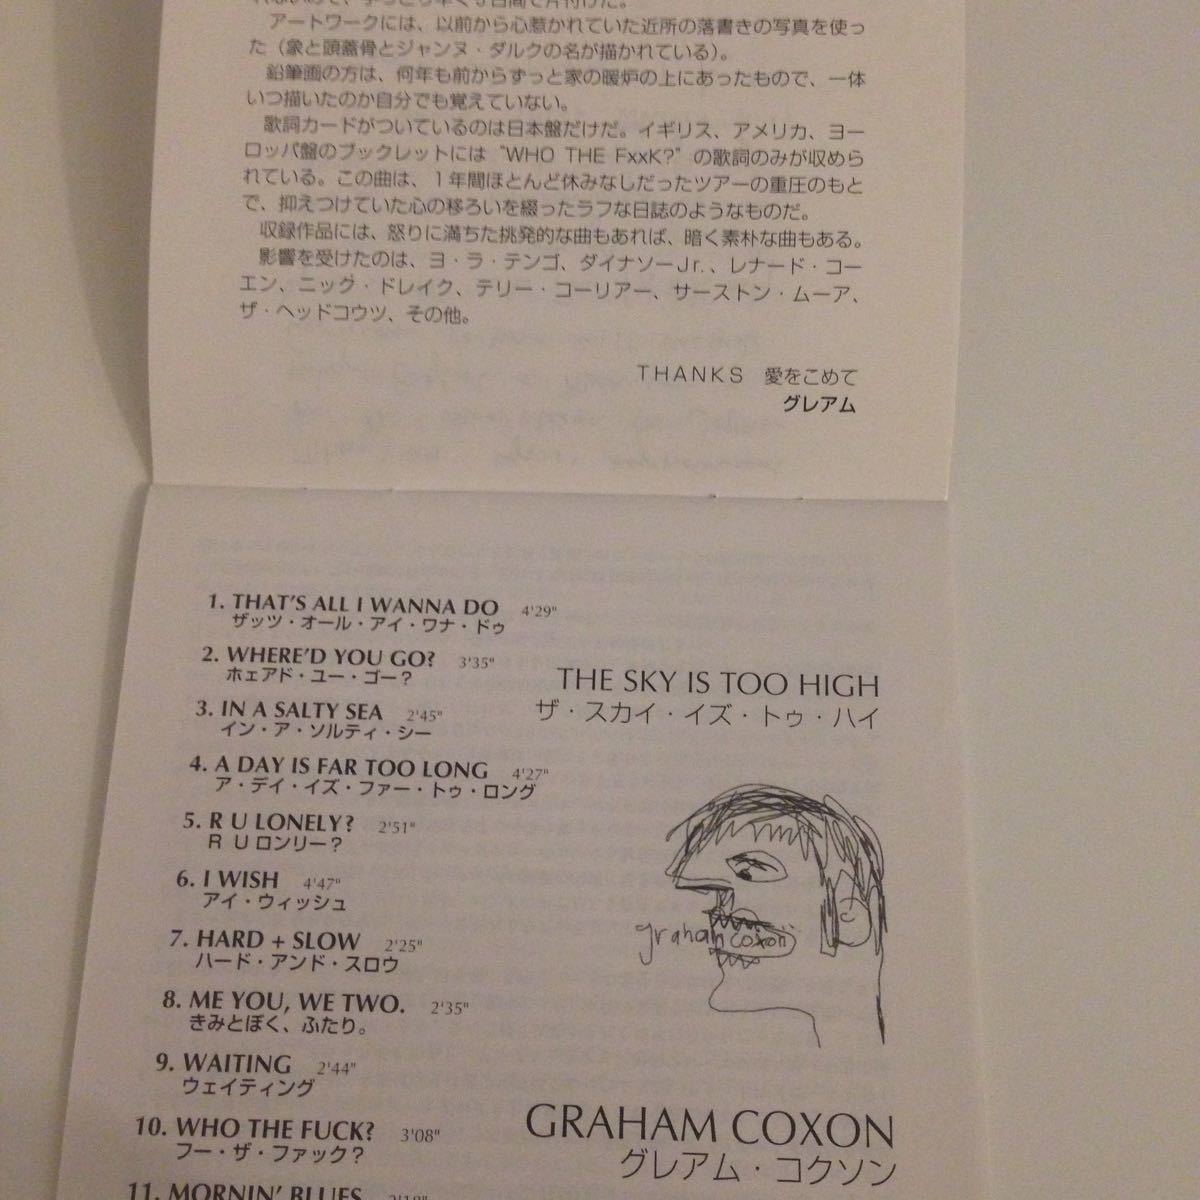 アートワークには、以前から心惹かれていた近所の落書きの写真を使っ
た（象と頭蓋骨とジャンヌ・ダルクの名が描かれている）。
鉛筆画の方は、何年も前からずっと家の暖炉の上にあったもので、一体
いつ描いたのか自分でも覚えていない。
歌詞カードがついているのは日本盤だけだ。イギリス、アメリカ、ヨー
ロッパ盤のブックレットには “WHO THE FxxK?” の歌詞のみが収めら
れている。この曲は、１年間ほとんど休みなしだったツアーの重圧のもと
で、抑えつけていた心の移ろいを綴ったラフな日誌のようなものだ。
収録作品には、怒りに満ちた挑発的な曲もあれば、暗く素朴な曲もある。
影響を受けたのは、ヨ・ラ・テンゴ、ダイナソーJr.、レナード・コー
エン、ニック・ドレイク、テリー・コーリアー、サーストン・ムーア、
ザ・ヘッドコウツ、その他。
THANKS 愛をこめて
グレアム
1. THAT'S ALL I WANNA DO 4'29"
ザッツ・オール・アイ・ワナ・ドゥ
2. WHERE'D YOU GO? 3'35"
ホェアド・ユー・ゴー？
3. IN A SALTY SEA 2'45"
イン・ア・ソルティ・シー
4. A DAY IS FAR TOO LONG 4'27"
ア・デイ・イズ・ファー・トゥ・ロング
5. R U LONELY? 2'51"
R U ロンリー？
6. I WISH 4'47"
アイ・ウィッシュ
7. HARD + SLOW 2'25"
ハード・アンド・スロウ
8. ME YOU, WE TWO. 2'35"
きみとぼく、ふたり。
9. WAITING 2'44"
ウェイティング
10. WHO THE FUCK? 3'08"
フー・ザ・ファック？
11. MORNIN' BLUES
THE SKY IS TOO HIGH
ザ・スカイ・イズ・トゥ・ハイ
graham coxon
GRAHAM COXON
グレアム・コクソン